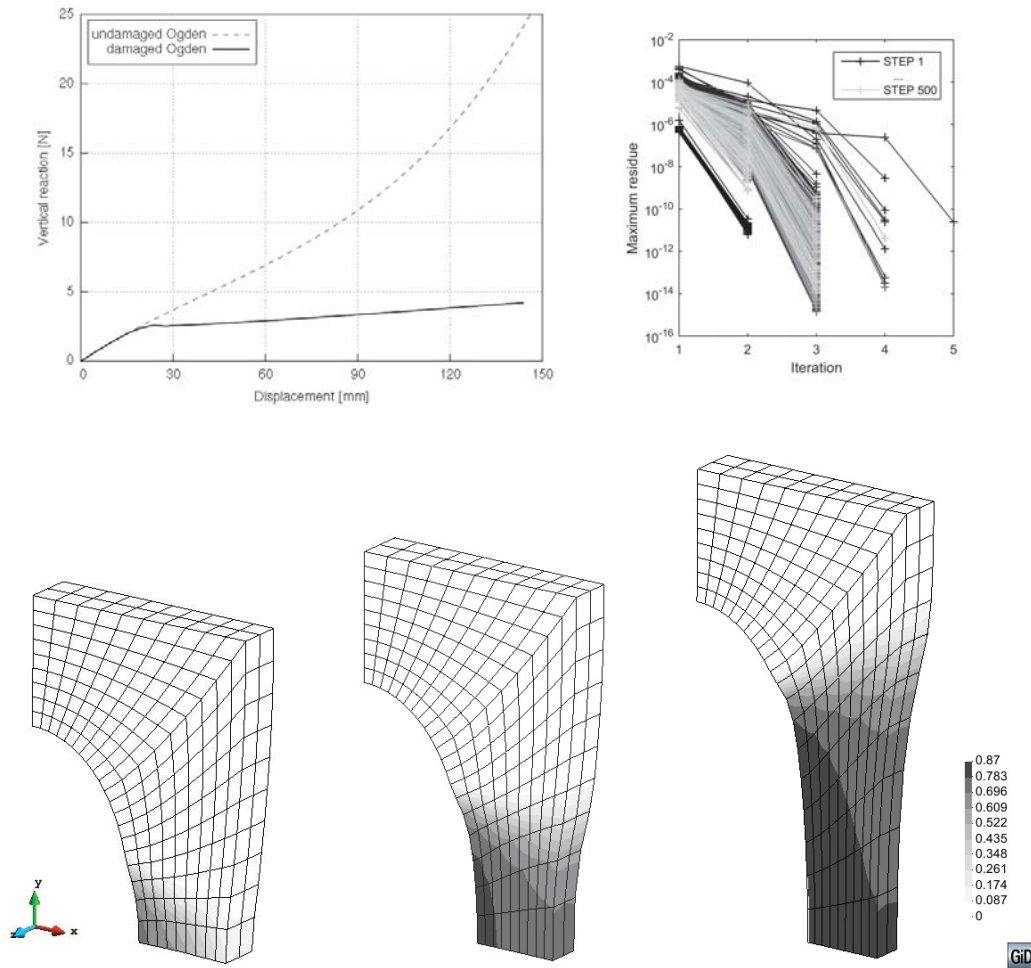 25
20
15
10
5
0
Vertical reaction [N]
undamaged Ogden
damaged Ogden
0 30 60 90 120 150
Displacement [mm]
10-2
10-4
10-6
10-8
10-10
10-12
10-14
10-16
Maximum residue
STEP 1
...
STEP 500
1 2 3 4 5
Iteration
0.87
0.783
0.696
0.609
0.522
0.435
0.348
0.261
0.174
0.087
0
y
z x
GiD